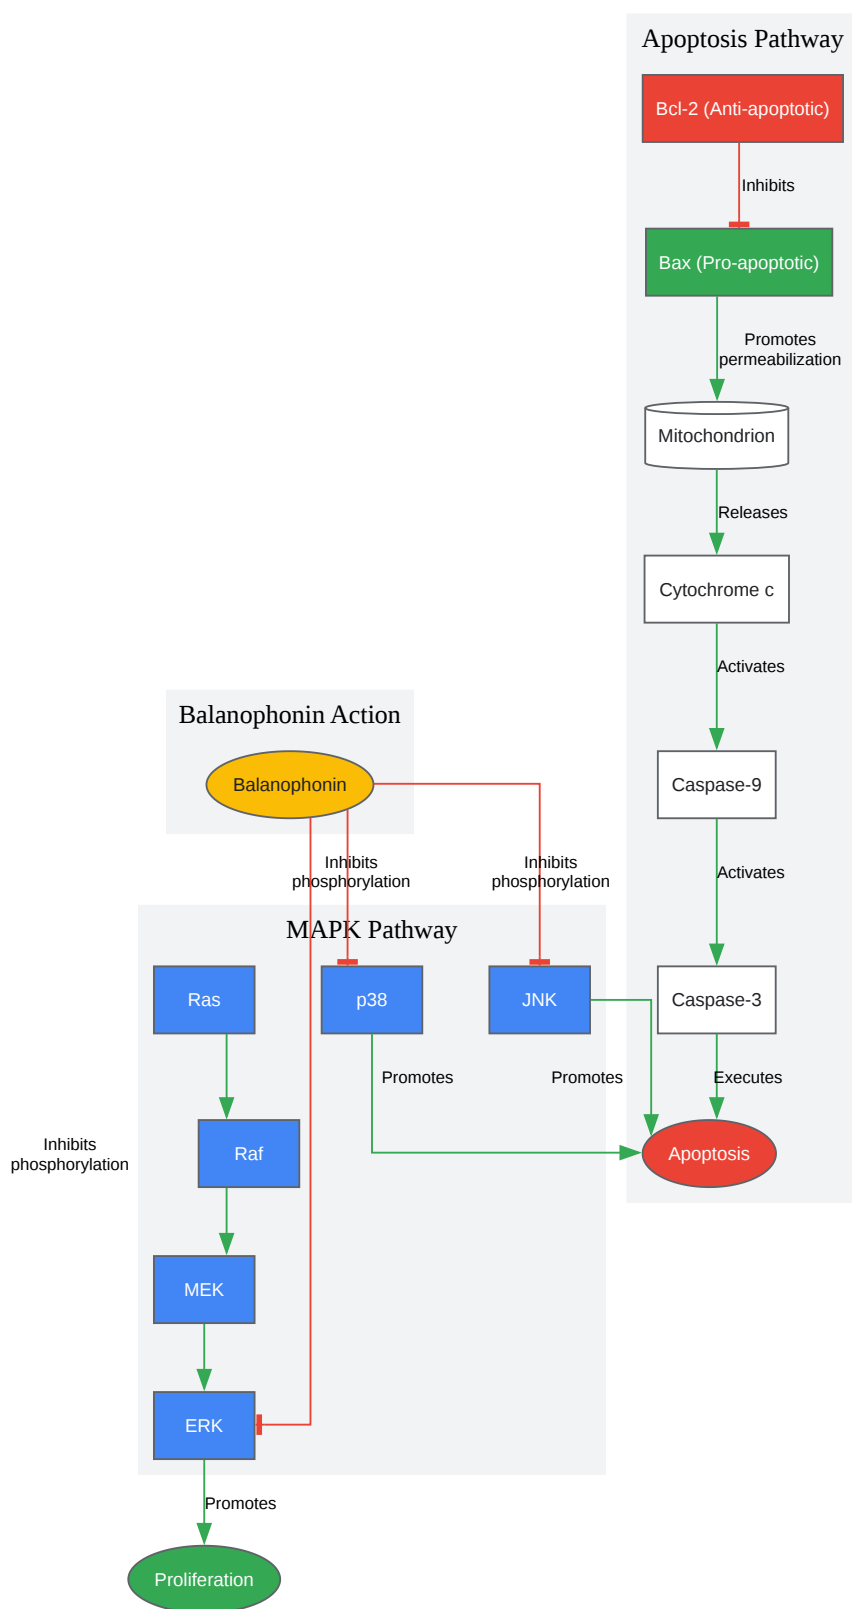 Apoptosis Pathway
Bcl-2 (Anti-apoptotic)
Inhibits
Bax (Pro-apoptotic)
Promotes
permeabilization
Mitochondrion
Releases
Cytochrome c
Activates
Balanophonin Action
Balanophonin
Caspase-9
Inhibits
phosphorylation
Inhibits
phosphorylation
Activates
MAPK Pathway
Ras
p38
JNK
Caspase-3
Promotes
Promotes
Executes
Inhibits
phosphorylation
Raf
Apoptosis
MEK
ERK
Promotes
Proliferation